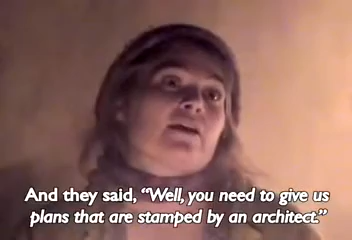 And they said, “Well, you need to give us
plans that are stamped by an architect.”